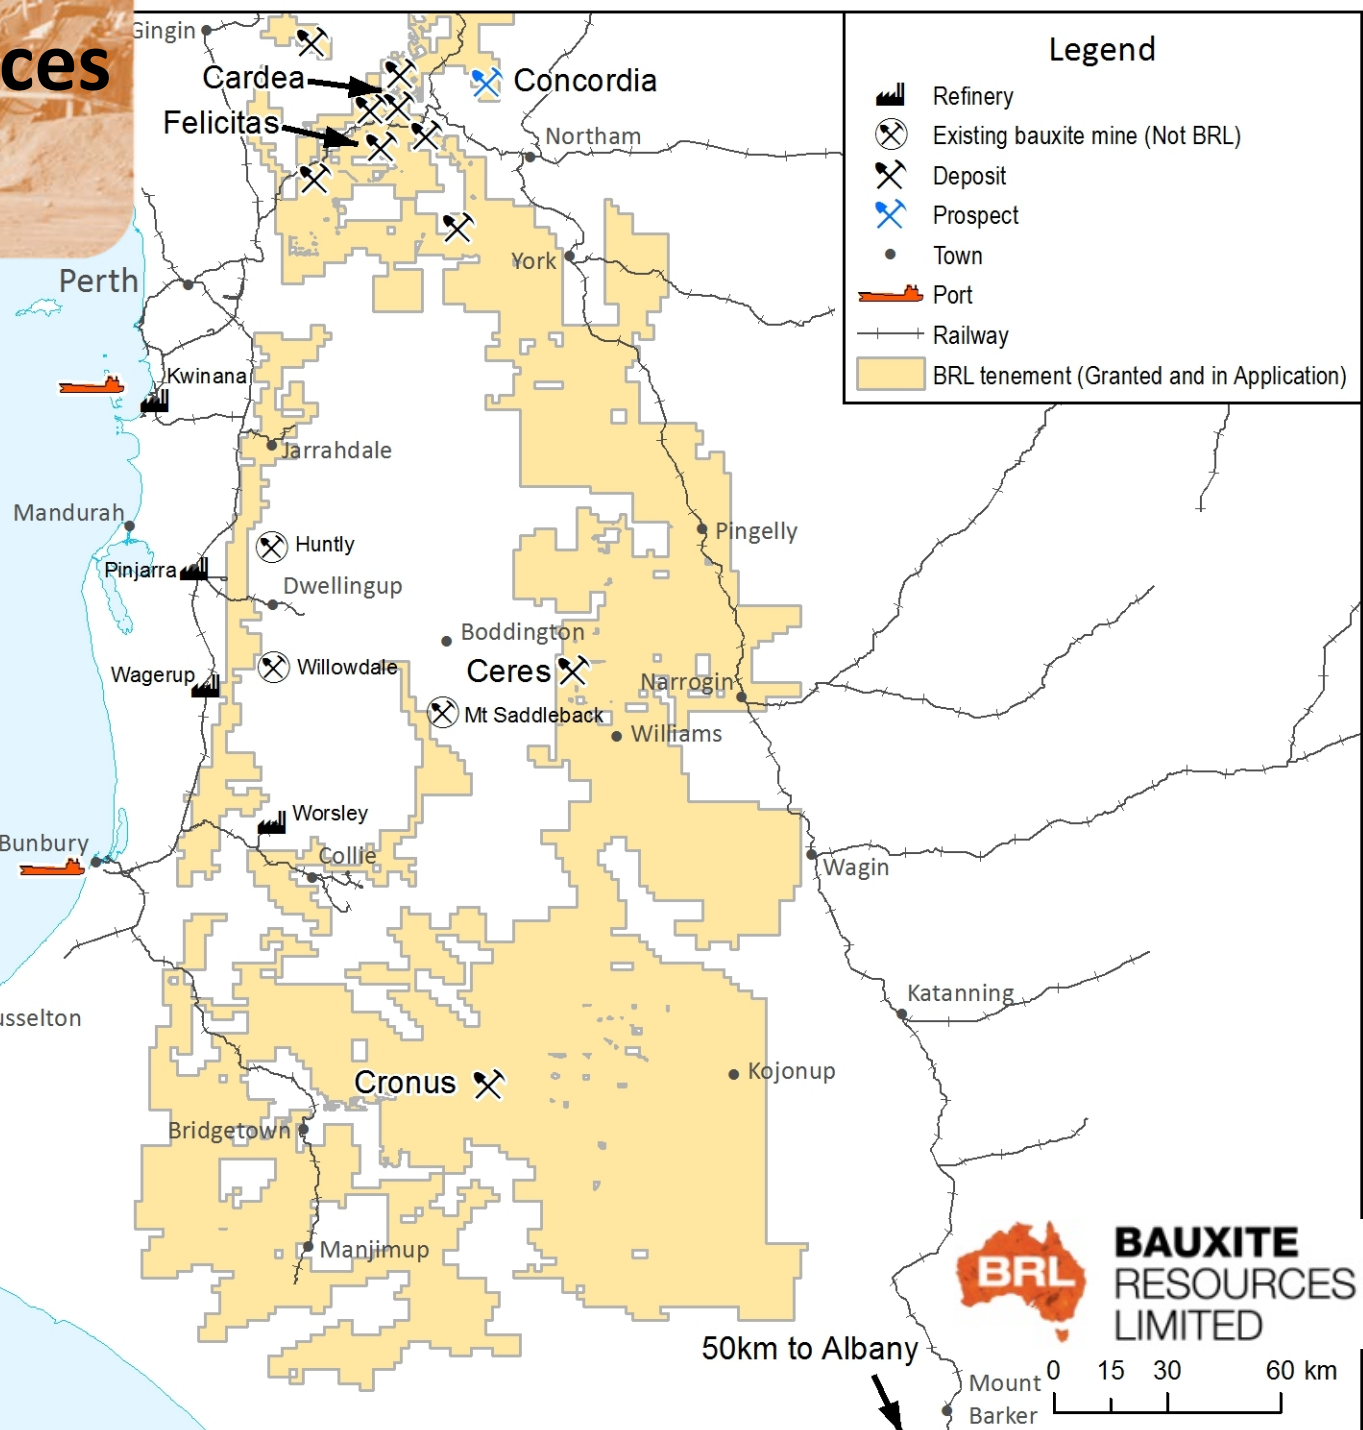 ces
Gingin
Cardea
Concordia
Felicitas
Northam
York
Perth
Kwinana
Jarrahdale
Mandurah
Pingelly
Huntly
Pinjarra
Dwellingup
Boddington
Ceres
Willowdale
Wagerup
Narrogin
Mt Saddleback
Williams
Worsley
Bunbury
Collie
Wagin
Katanning
usselton
Kojonup
Cronus
Bridgetown
Manjimup
50km to Albany
Mount
Barker
Legend
Refinery
Existing bauxite mine (Not BRL)
Deposit
Prospect
Town
Port
Railway
BRL tenement (Granted and in Application)
BRL
BAUXITE
RESOURCES
LIMITED
0 15 30 60 km